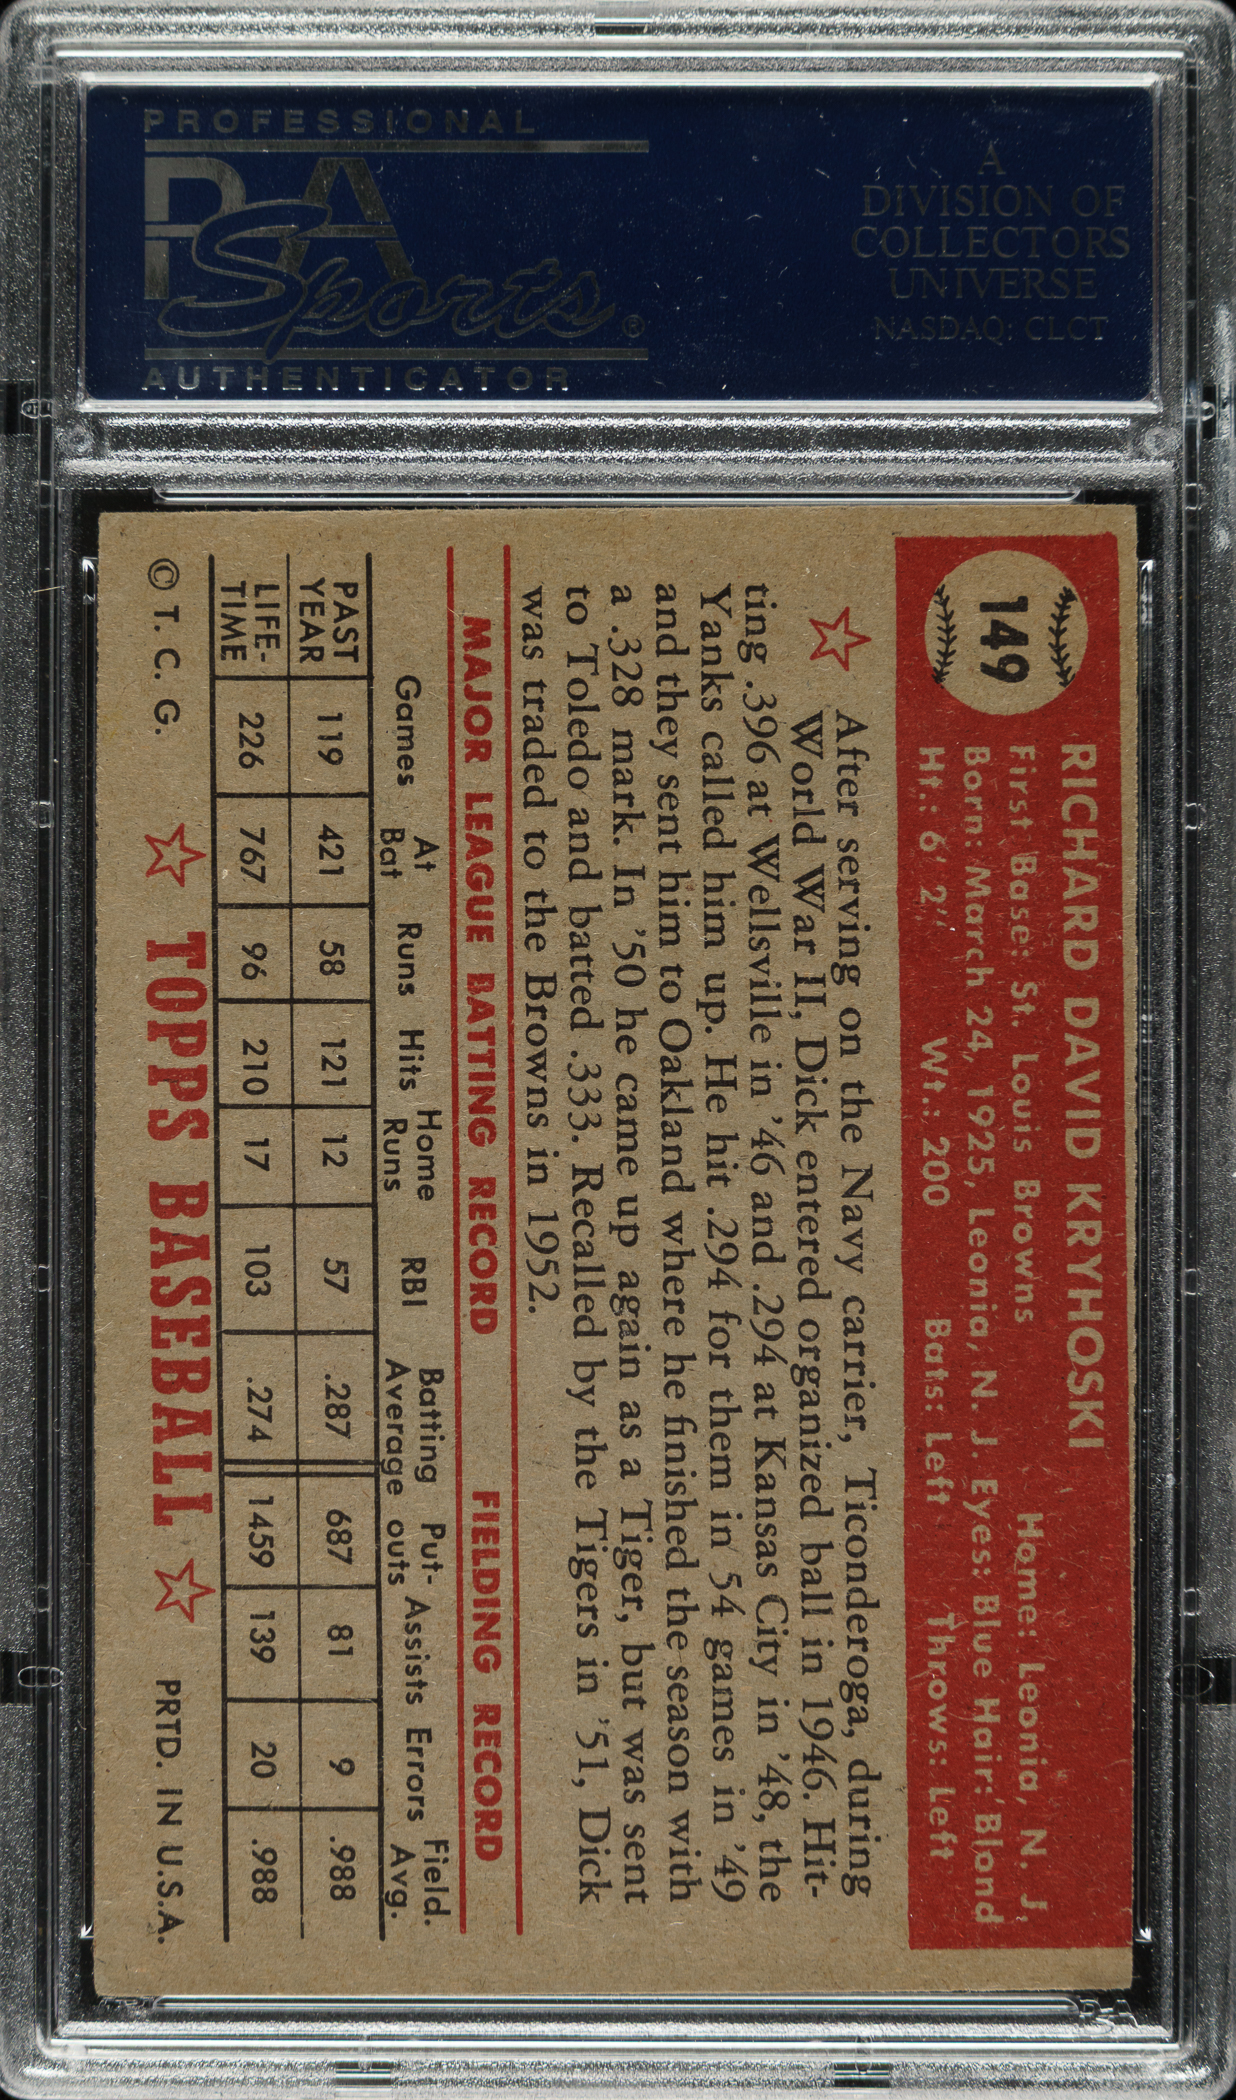 PROFESSIONAL
PSA
Sports®
AUTHENTICATOR
A
DIVISION OF
COLLECTORS
UNIVERSE
NASDAQ: CLCT
149
RICHARD DAVID KRYHOSKI
First Base: St. Louis Browns Home: Leonia, N. J.
Born: March 24, 1925, Leonia, N. J. Eyes: Blue Hair: Blond
Ht.: 6' 2" Wt.: 200 Bats: Left Throws: Left
After serving on the Navy carrier, Ticonderoga, during
World War II, Dick entered organized ball in 1946. Hit-
ting .396 at Wellsville in '46 and .294 at Kansas City in '48, the
Yanks called him up. He hit .294 for them in 54 games in '49
and they sent him to Oakland where he finished the season with
a .328 mark. In '50 he came up again as a Tiger, but was sent
to Toledo and batted .333. Recalled by the Tigers in '51, Dick
was traded to the Browns in 1952.
MAJOR LEAGUE BATTING RECORD FIELDING RECORD
Games At Bat Runs Hits Home Runs RBI Batting Average Put-outs Assists Errors Field. Avg.
PAST YEAR 119 421 58 121 12 57 .287 687 81 9 .988
LIFE-TIME 226 767 96 210 17 103 .274 1459 139 20 .988
© T. C. G. TOPPS BASEBALL PRTD. IN U.S.A.
PSA